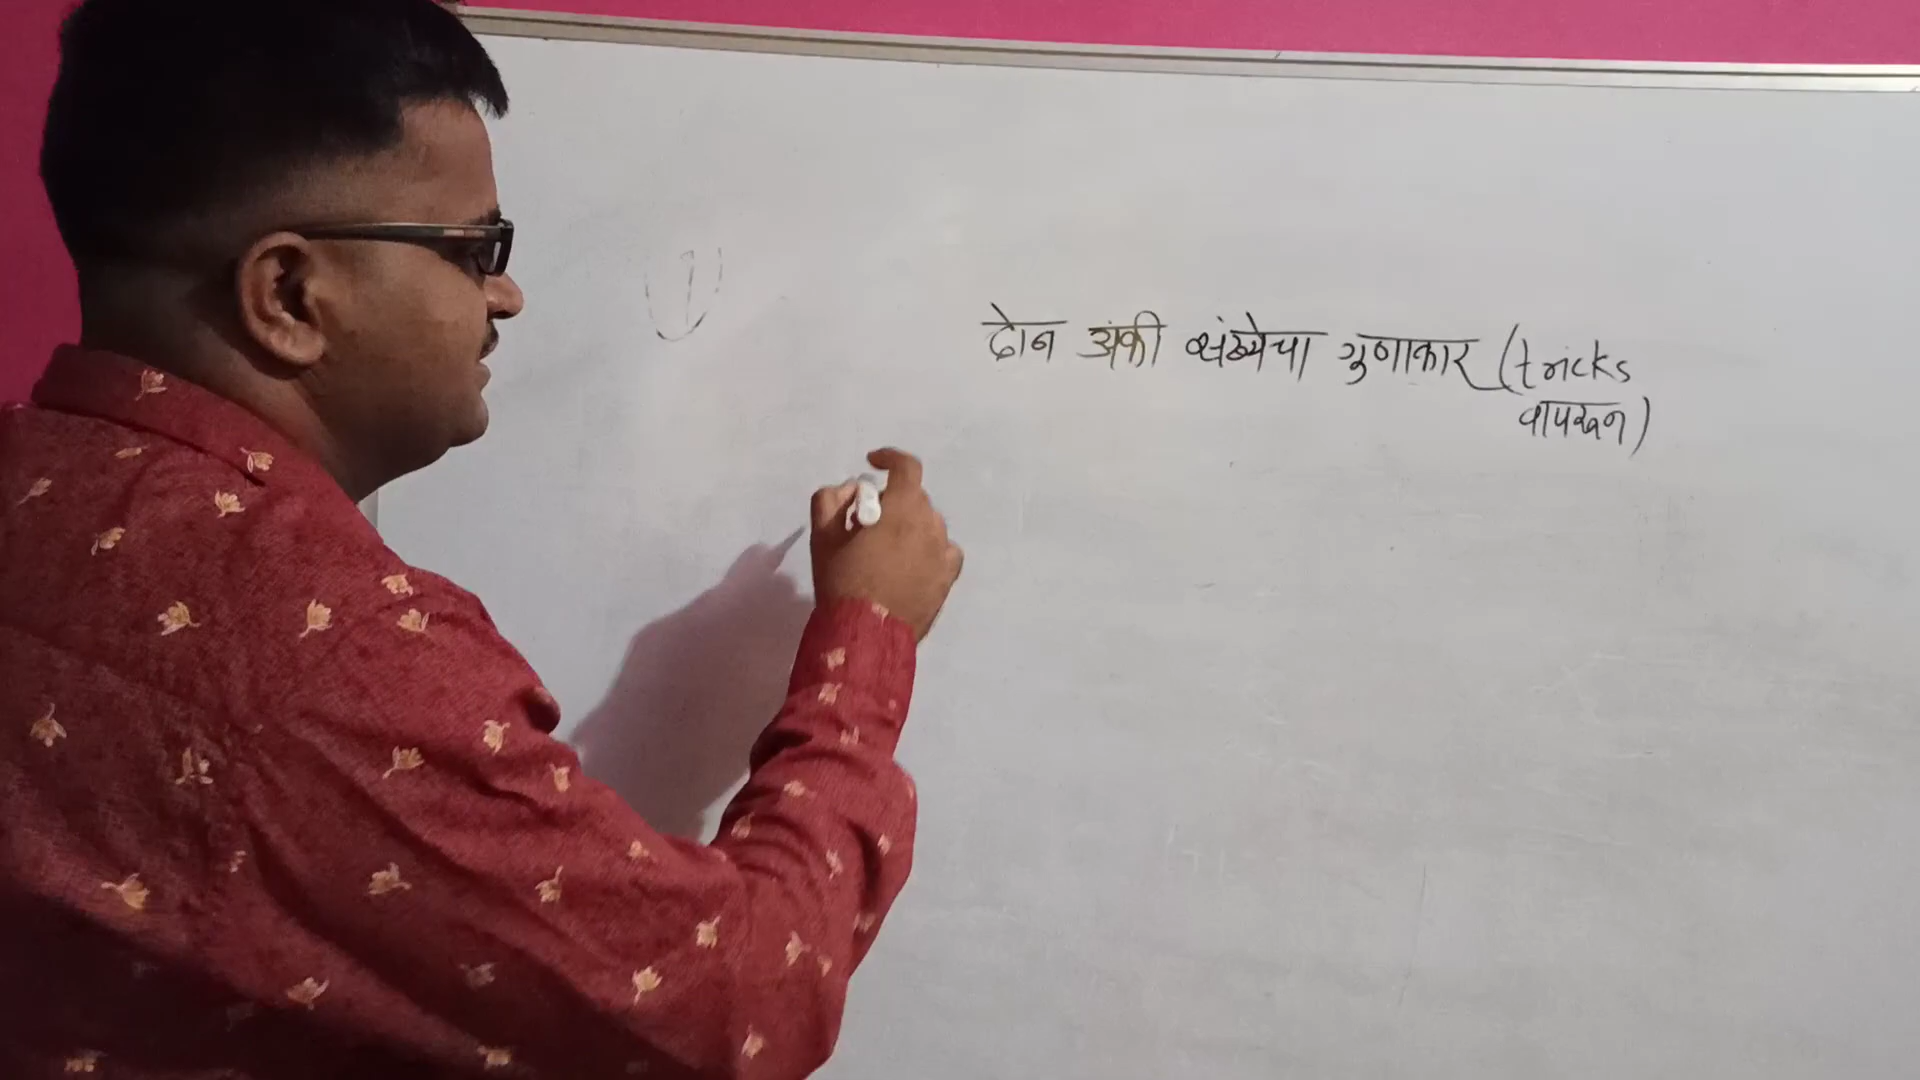 दोन अंकी संख्येचा गुणाकार (tricks
वापरून)